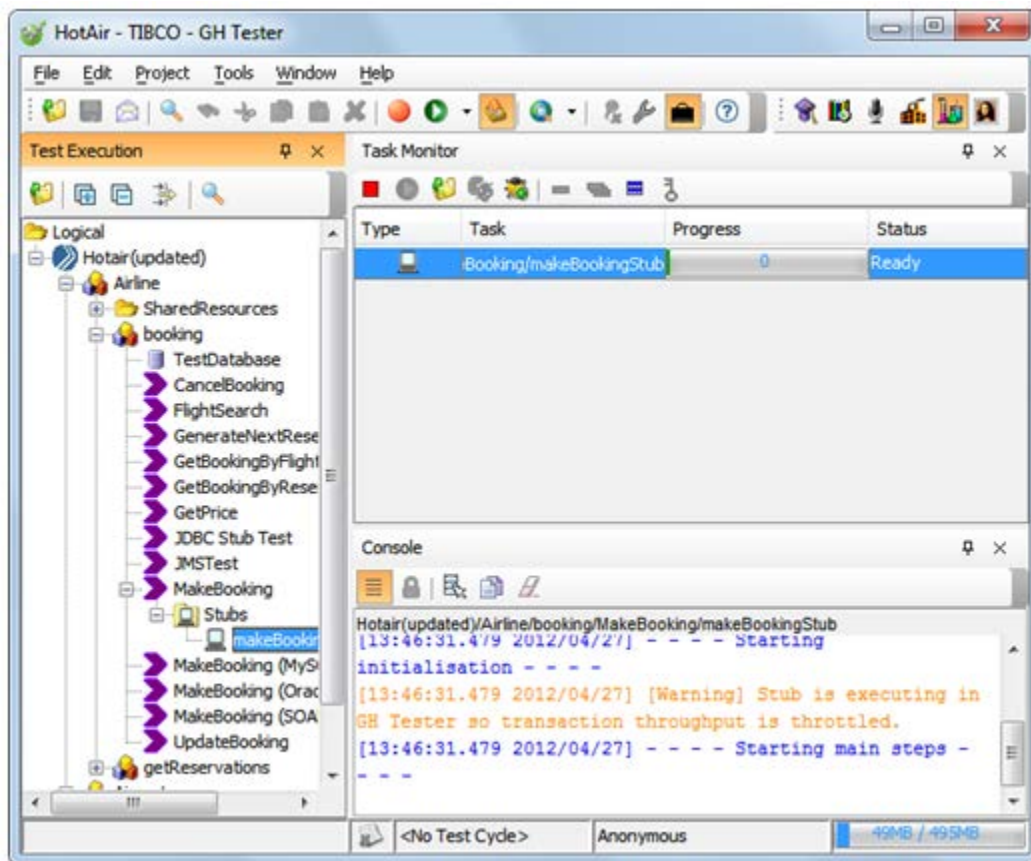 HotAir - TIBCO - GH Tester
File Edit Project Tools Window Help
Test Execution
Logical
Hotair(updated)
Airline
SharedResources
booking
TestDatabase
CancelBooking
FlightSearch
GenerateNextRese
GetBookingByFlight
GetBookingByRese
GetPrice
JDBC Stub Test
JMSTest
MakeBooking
Stubs
makeBookin
MakeBooking (MyS
MakeBooking (Orac
MakeBooking (SOA
UpdateBooking
getReservations
Task Monitor
Type Task Progress Status
Booking/makeBookingStub 0 Ready
Console
Hotair(updated)/Airline/booking/MakeBooking/makeBookingStub
[13:46:31.479 2012/04/27] - - - - Starting
initialisation - - - -
[13:46:31.479 2012/04/27] [Warning] Stub is executing in
GH Tester so transaction throughput is throttled.
[13:46:31.479 2012/04/27] - - - - Starting main steps -
- - -
<No Test Cycle> Anonymous 49MB / 495MB